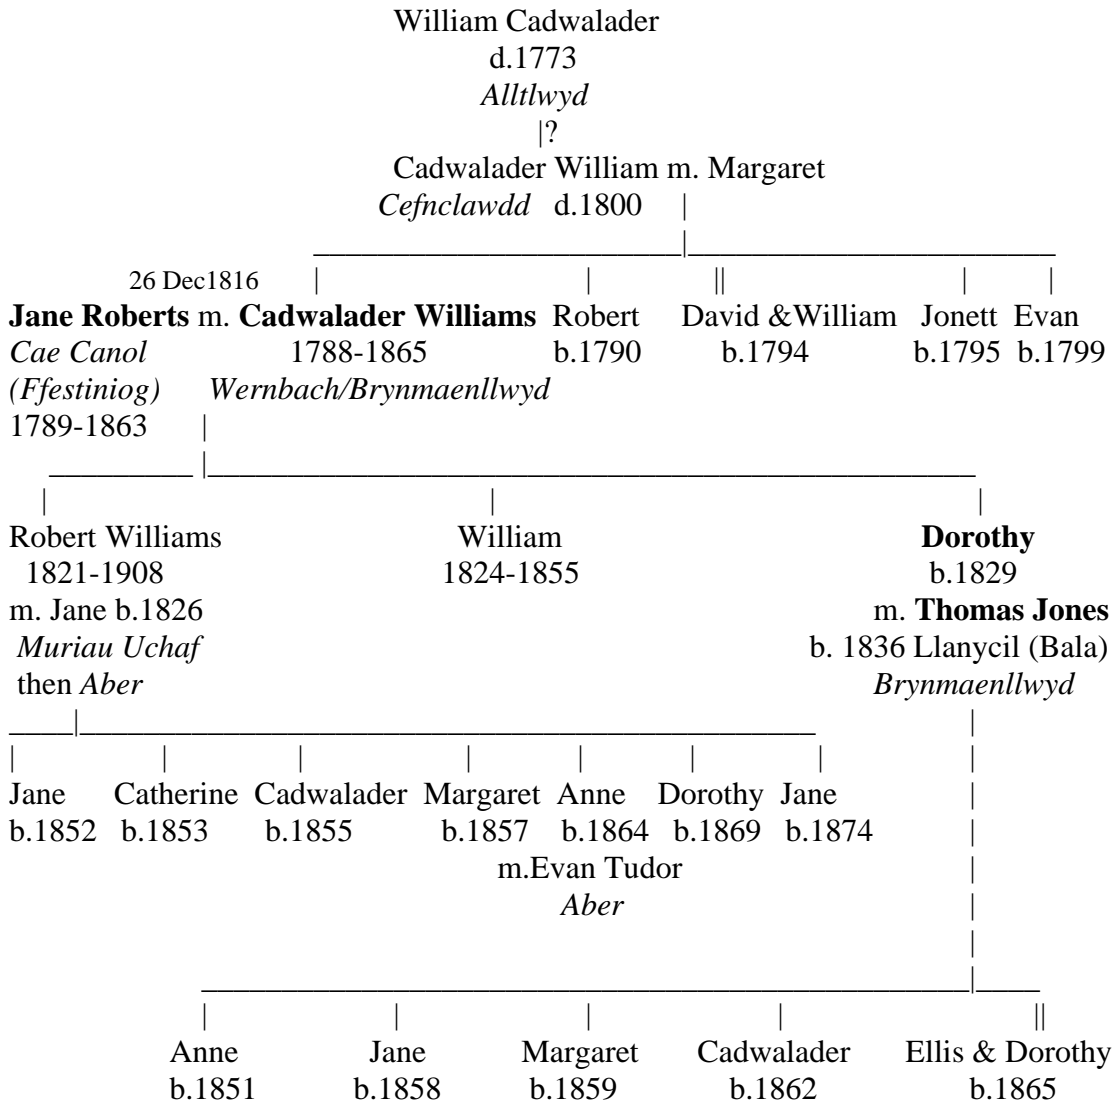 William Cadwalader
d.1773
Alltlwyd
|?
Cadwalader William m. Margaret
Cefnclawdd d.1800 |
26 Dec1816 | | || | |
Jane Roberts m. Cadwalader Williams Robert David &William Jonett Evan
Cae Canol 1788-1865 b.1790 b.1794 b.1795 b.1799
(Ffestiniog) Wernbach/Brynmaenllwyd
1789-1863 |
Robert Williams William Dorothy
1821-1908 1824-1855 b.1829
m. Jane b.1826 m. Thomas Jones
Muriau Uchaf b. 1836 Llanycil (Bala)
then Aber Brynmaenllwyd
Jane Catherine Cadwalader Margaret Anne Dorothy Jane
b.1852 b.1853 b.1855 b.1857 b.1864 b.1869 b.1874
m.Evan Tudor
Aber
Anne Jane Margaret Cadwalader Ellis & Dorothy
b.1851 b.1858 b.1859 b.1862 b.1865